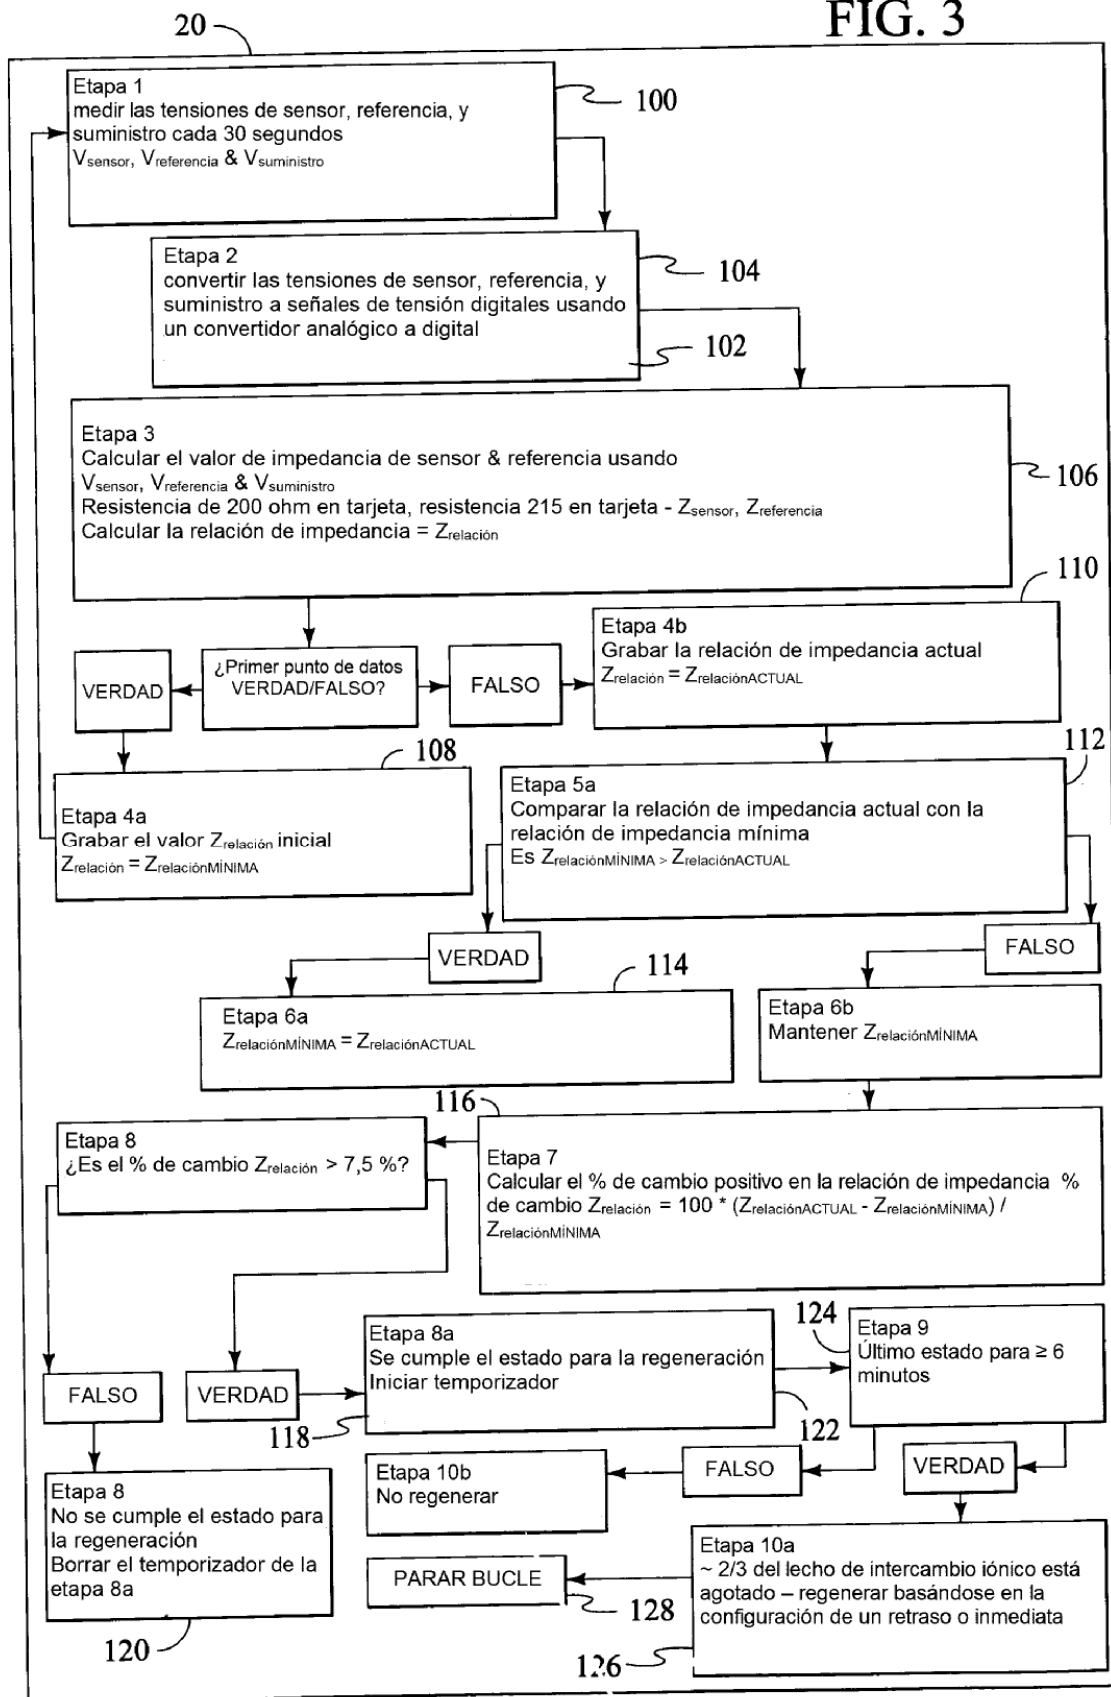 FIG. 3
20
Etapa 1
medir las tensiones de sensor, referencia, y
suministro cada 30 segundos
Vsensor, Vreferencia & Vsuministro
100
Etapa 2
convertir las tensiones de sensor, referencia, y
suministro a señales de tensión digitales usando
un convertidor analógico a digital
104
102
Etapa 3
Calcular el valor de impedancia de sensor & referencia usando
Vsensor, Vreferencia & Vsuministro
Resistencia de 200 ohm en tarjeta, resistencia 215 en tarjeta - Zsensor, Zreferencia
Calcular la relación de impedancia = Zrelación
106
110
¿Primer punto de datos
VERDAD/FALSO?
VERDAD
FALSO
Etapa 4b
Grabar la relación de impedancia actual
Zrelación = ZrelaciónACTUAL
108
Etapa 4a
Grabar el valor Zrelación inicial
Zrelación = ZrelaciónMÍNIMA
112
Etapa 5a
Comparar la relación de impedancia actual con la
relación de impedancia mínima
Es ZrelaciónMÍNIMA > ZrelaciónACTUAL
VERDAD
FALSO
114
Etapa 6a
ZrelaciónMÍNIMA = ZrelaciónACTUAL
Etapa 6b
Mantener ZrelaciónMÍNIMA
116
Etapa 7
Calcular el % de cambio positivo en la relación de impedancia %
de cambio Zrelación = 100 * (ZrelaciónACTUAL - ZrelaciónMÍNIMA) /
ZrelaciónMÍNIMA
Etapa 8
¿Es el % de cambio Zrelación > 7,5 %?
FALSO
VERDAD
Etapa 8a
Se cumple el estado para la regeneración
Iniciar temporizador
118
122
124
Etapa 9
Último estado para ≥ 6
minutos
FALSO
VERDAD
Etapa 10b
No regenerar
Etapa 8
No se cumple el estado para
la regeneración
Borrar el temporizador de la
etapa 8a
120
Etapa 10a
~ 2/3 del lecho de intercambio iónico está
agotado – regenerar basándose en la
configuración de un retraso o inmediata
126
PARAR BUCLE
128